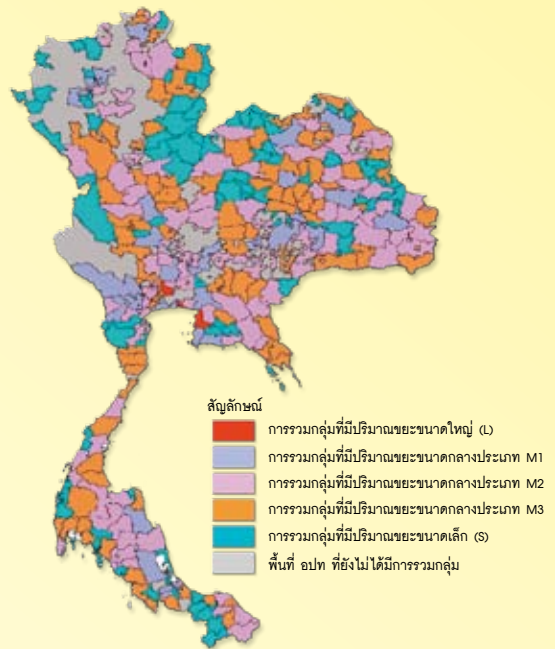 สัญลักษณ์
การรวมกลุ่มที่มีปริมาณขยะขนาดใหญ่ (L)
การรวมกลุ่มที่มีปริมาณขยะขนาดกลางประเภท M1
การรวมกลุ่มที่มีปริมาณขยะขนาดกลางประเภท M2
การรวมกลุ่มที่มีปริมาณขยะขนาดกลางประเภท M3
การรวมกลุ่มที่มีปริมาณขยะขนาดเล็ก (S)
พื้นที่ อปท ที่ยังไม่ได้มีการรวมกลุ่ม